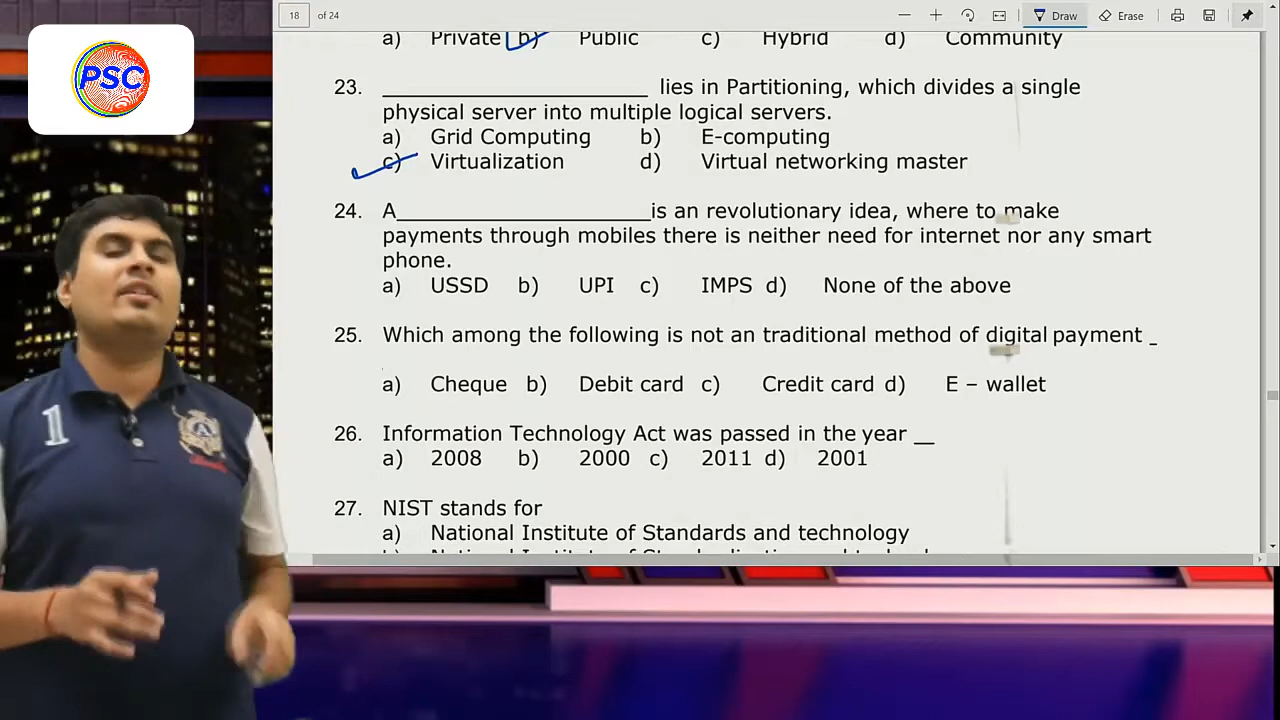 18 of 24 Draw Erase
PSC
a) Private b) Public c) Hybrid d) Community
23. ____________________ lies in Partitioning, which divides a single
physical server into multiple logical servers.
a) Grid Computing b) E-computing
c) Virtualization d) Virtual networking master
24. A____________________is an revolutionary idea, where to make
payments through mobiles there is neither need for internet nor any smart
phone.
a) USSD b) UPI c) IMPS d) None of the above
25. Which among the following is not an traditional method of digital payment _
a) Cheque b) Debit card c) Credit card d) E – wallet
26. Information Technology Act was passed in the year __
a) 2008 b) 2000 c) 2011 d) 2001
27. NIST stands for
a) National Institute of Standards and technology
1
A